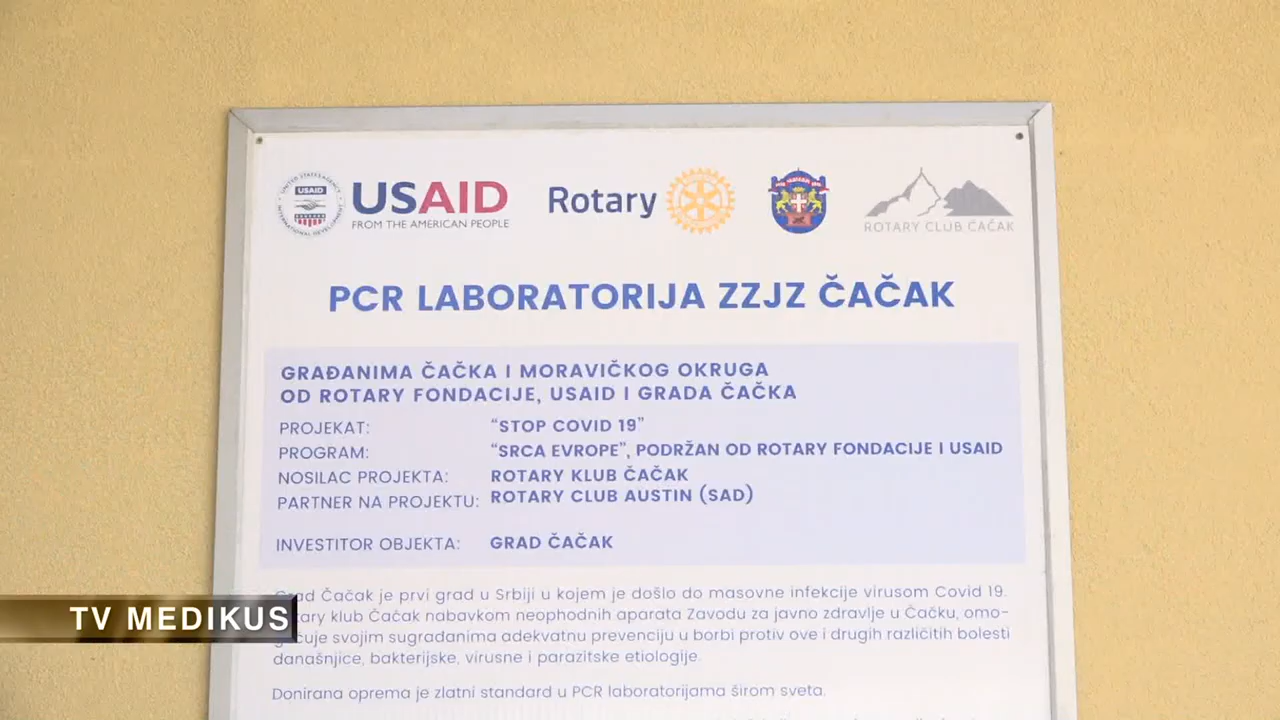 USAID
FROM THE AMERICAN PEOPLE
Rotary
ROTARY CLUB ČAČAK
PCR LABORATORIJA ZZJZ ČAČAK
GRAĐANIMA ČAČKA I MORAVIČKOG OKRUGA
OD ROTARY FONDACIJE, USAID I GRADA ČAČKA
PROJEKAT: “STOP COVID 19”
PROGRAM: “SRCA EVROPE”, PODRŽAN OD ROTARY FONDACIJE I USAID
NOSILAC PROJEKTA: ROTARY KLUB ČAČAK
PARTNER NA PROJEKTU: ROTARY CLUB AUSTIN (SAD)
INVESTITOR OBJEKTA: GRAD ČAČAK
Grad Čačak je prvi grad u Srbiji u kojem je došlo do masovne infekcije virusom Covid 19.
klub Čačak nabavkom neophodnih aparata Zavodu za javno zdravlje u Čačku, omo-
svojim sugrađanima adekvatnu prevenciju u borbi protiv ove i drugih različitih bolesti
današnjice, bakterijske, virusne i parazitske etiologije.
Donirana oprema je zlatni standard u PCR laboratorijama širom sveta.
TV MEDIKUS